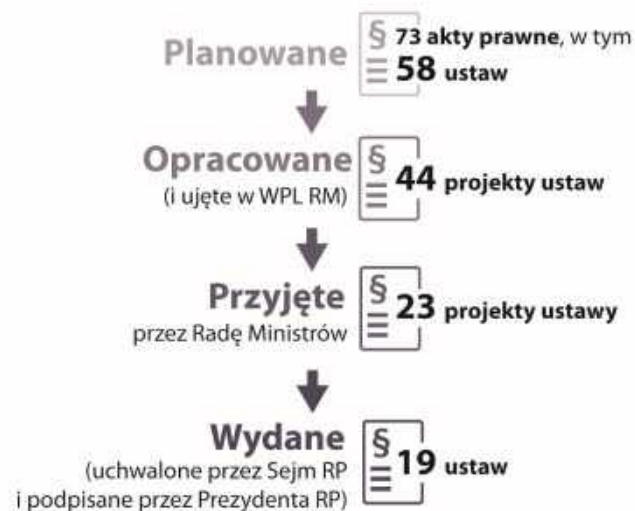 Planowane
§ 73 akty prawne, w tym
58 ustaw
Opracowane
(i ujęte w WPL RM)
§ 44 projekty ustaw
Przyjęte
przez Radę Ministrów
§ 23 projekty ustawy
Wydane
(uchwalone przez Sejm RP
i podpisane przez Prezydenta RP)
§ 19 ustaw